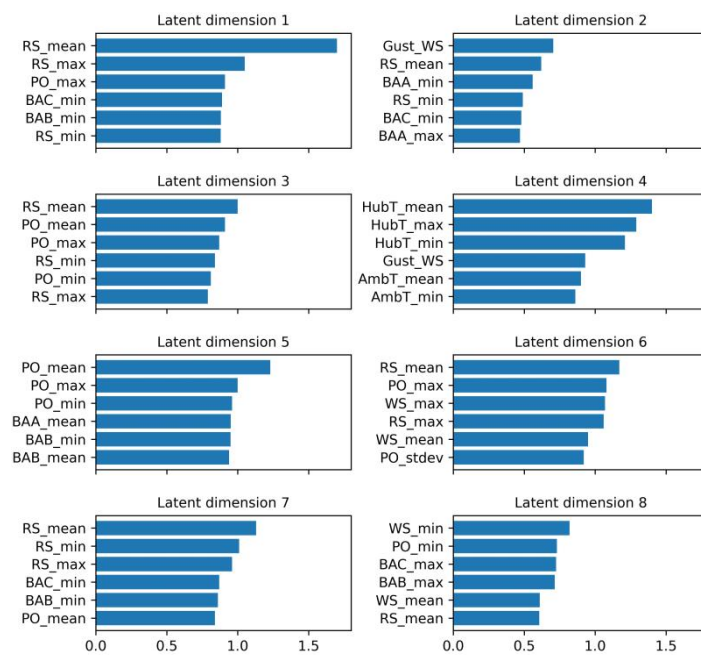 Latent dimension 1
RS_mean
RS_max
PO_max
BAC_min
BAB_min
RS_min
Latent dimension 2
Gust_WS
RS_mean
BAA_min
RS_min
BAC_min
BAA_max
Latent dimension 3
RS_mean
PO_mean
PO_max
RS_min
PO_min
RS_max
Latent dimension 4
HubT_mean
HubT_max
HubT_min
Gust_WS
AmbT_mean
AmbT_min
Latent dimension 5
PO_mean
PO_max
PO_min
BAA_mean
BAB_min
BAB_mean
Latent dimension 6
RS_mean
PO_max
WS_max
RS_max
WS_mean
PO_stdev
Latent dimension 7
RS_mean
RS_min
RS_max
BAC_min
BAB_min
PO_mean
0.0 0.5 1.0 1.5
Latent dimension 8
WS_min
PO_min
BAC_max
BAB_max
WS_mean
RS_mean
0.0 0.5 1.0 1.5